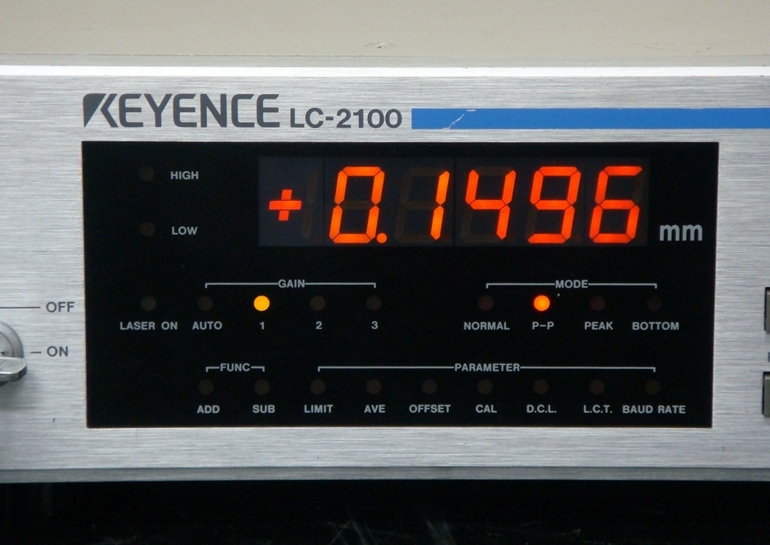 KEYENCE LC-2100
HIGH
+0.1496 mm
LOW
GAIN MODE
OFF
LASER ON AUTO 1 2 3 NORMAL P-P PEAK BOTTOM
ON
FUNC PARAMETER
ADD SUB LIMIT AVE OFFSET CAL D.C.L. L.C.T. BAUD RATE